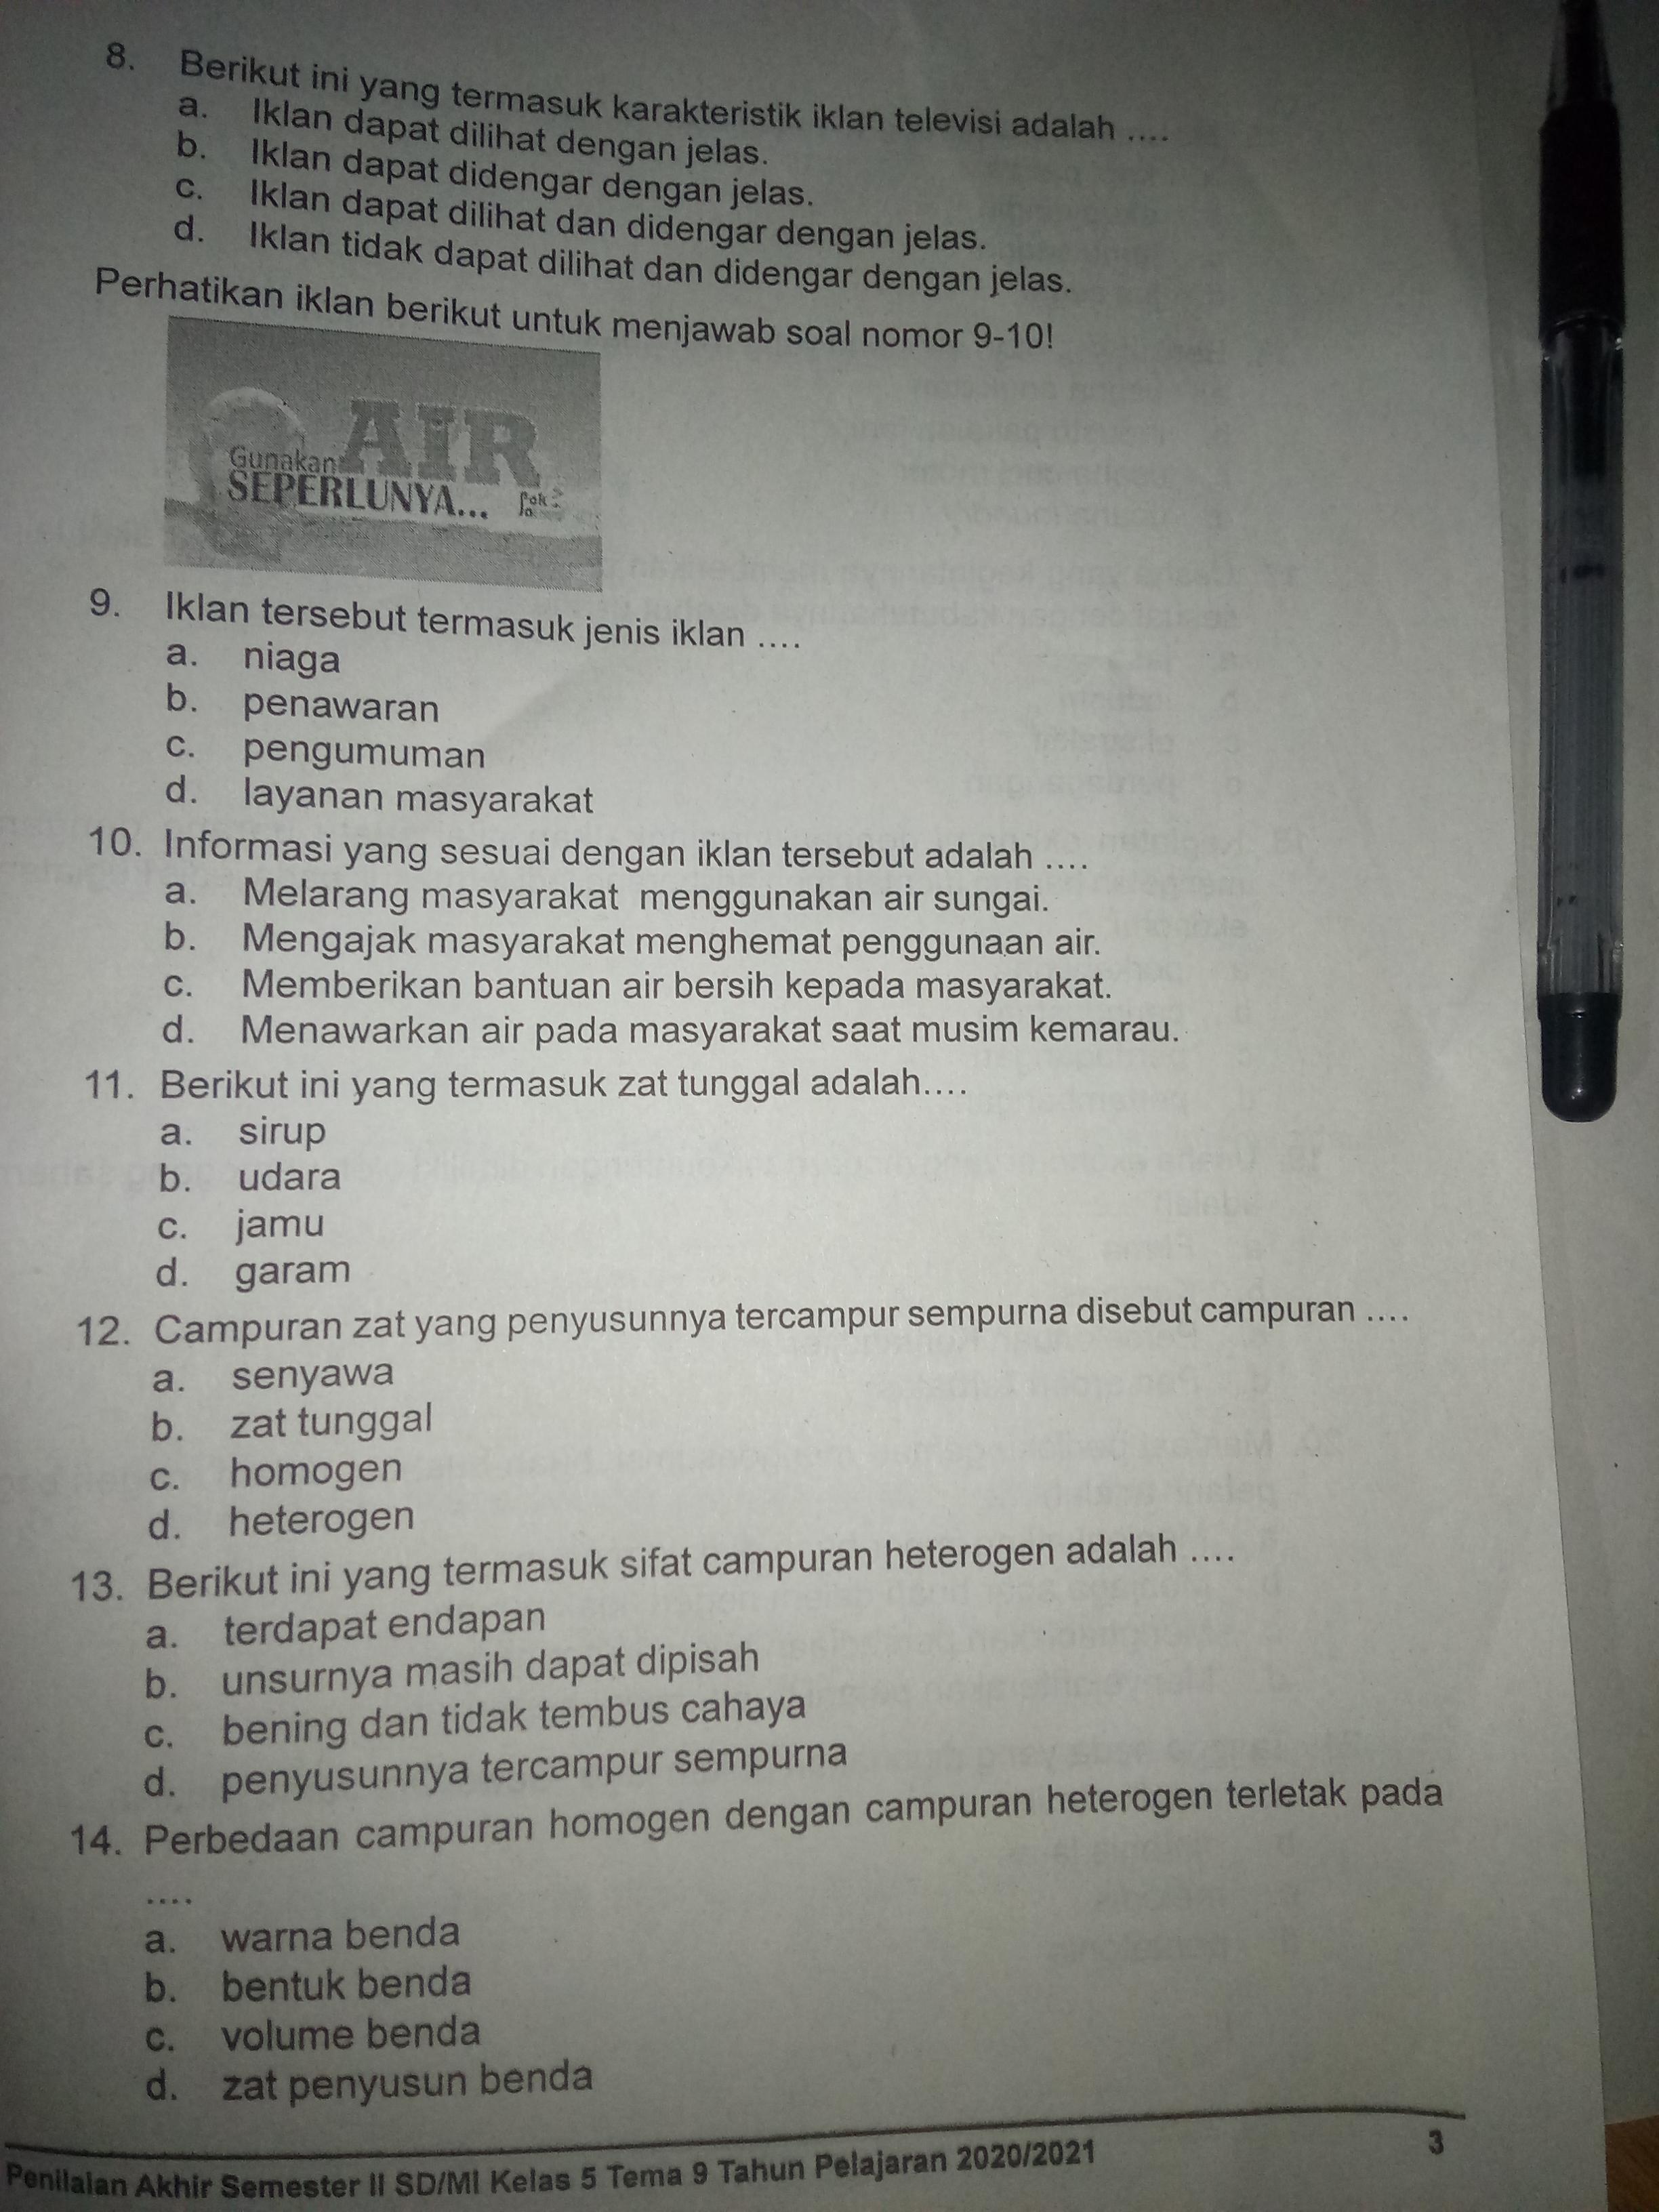 8. Berikut ini yang termasuk karakteristik iklan televisi adalah ....
a. Iklan dapat dilihat dengan jelas.
b. Iklan dapat didengar dengan jelas.
c. Iklan dapat dilihat dan didengar dengan jelas.
d. Iklan tidak dapat dilihat dan didengar dengan jelas.
Perhatikan iklan berikut untuk menjawab soal nomor 9-10!
Gunakan AIR
SEPERLUNYA...
9. Iklan tersebut termasuk jenis iklan ....
a. niaga
b. penawaran
c. pengumuman
d. layanan masyarakat
10. Informasi yang sesuai dengan iklan tersebut adalah ....
a. Melarang masyarakat menggunakan air sungai.
b. Mengajak masyarakat menghemat penggunaan air.
c. Memberikan bantuan air bersih kepada masyarakat.
d. Menawarkan air pada masyarakat saat musim kemarau.
11. Berikut ini yang termasuk zat tunggal adalah....
a. sirup
b. udara
c. jamu
d. garam
12. Campuran zat yang penyusunnya tercampur sempurna disebut campuran ....
a. senyawa
b. zat tunggal
c. homogen
d. heterogen
13. Berikut ini yang termasuk sifat campuran heterogen adalah ....
a. terdapat endapan
b. unsurnya masih dapat dipisah
c. bening dan tidak tembus cahaya
d. penyusunnya tercampur sempurna
14. Perbedaan campuran homogen dengan campuran heterogen terletak pada
....
a. warna benda
b. bentuk benda
c. volume benda
d. zat penyusun benda
Penilaian Akhir Semester II SD/MI Kelas 5 Tema 9 Tahun Pelajaran 2020/2021
3